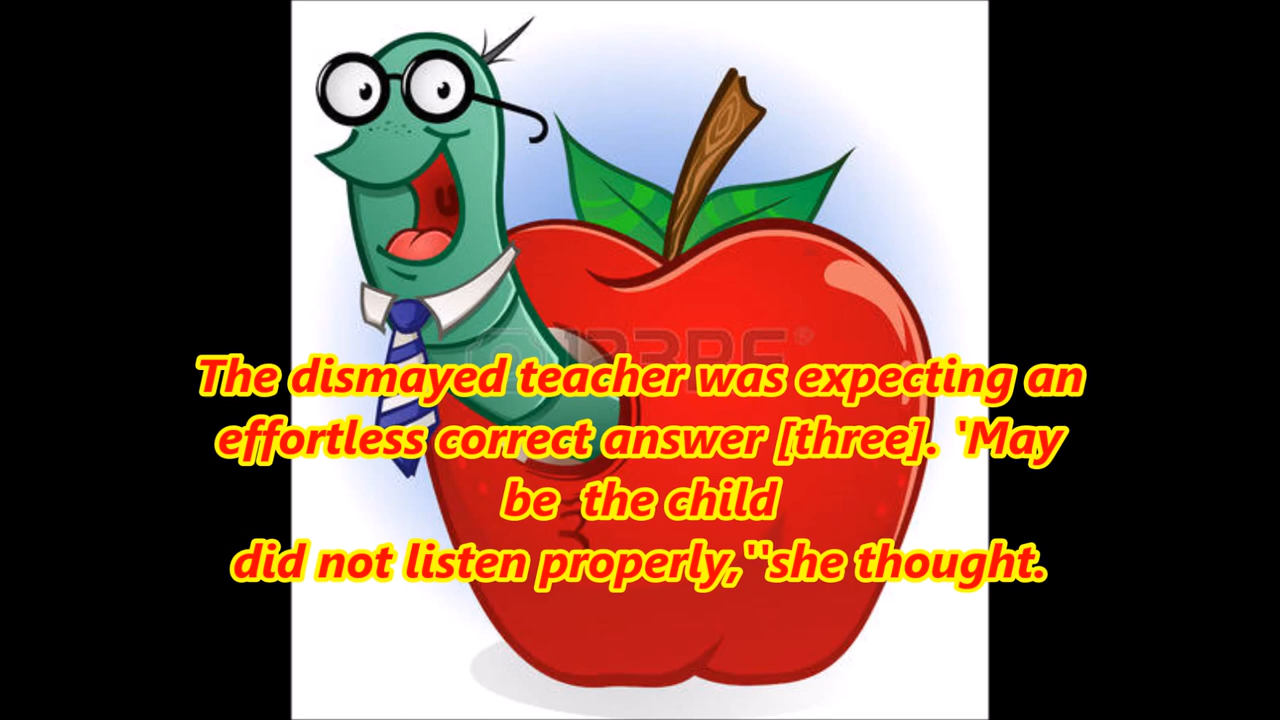 The dismayed teacher was expecting an
effortless correct answer [three]. 'May
be the child
did not listen properly,"she thought.